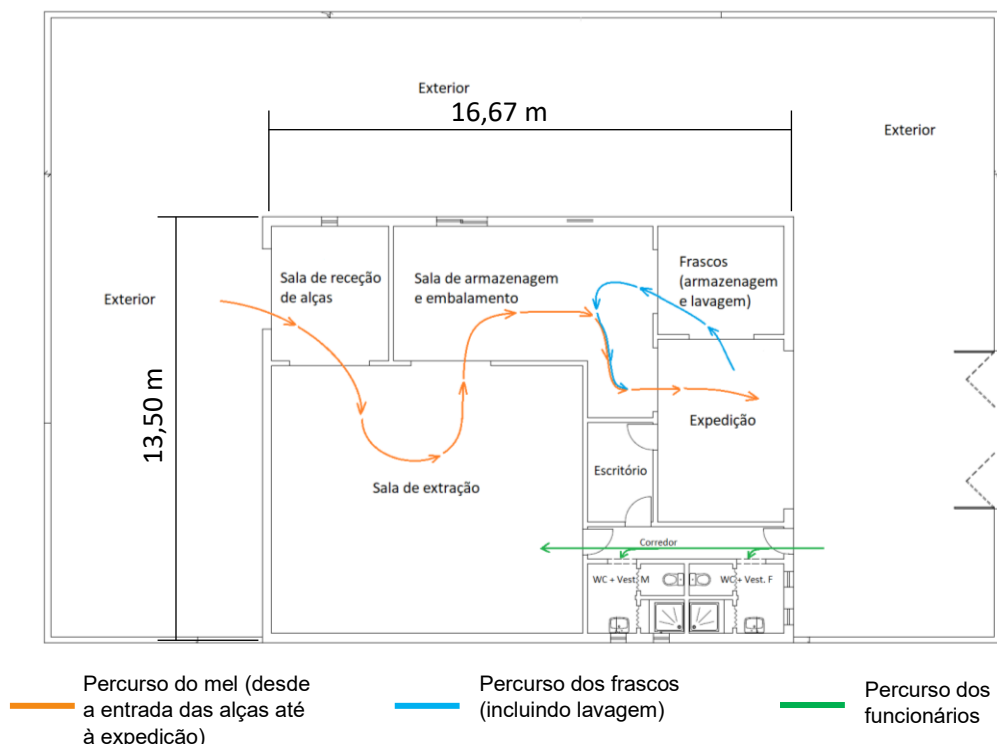 Exterior
16,67 m
Exterior
Frascos
(armazenagem
e lavagem)
Sala de receção
de alças
Sala de armazenagem
e embalamento
Exterior
13,50 m
Expedição
Escritório
Sala de extração
Corredor
WC + Vest. M
WC + Vest. F
Percurso do mel (desde
a entrada das alças até
à expedição)
Percurso dos frascos
(incluindo lavagem)
Percurso dos
funcionários